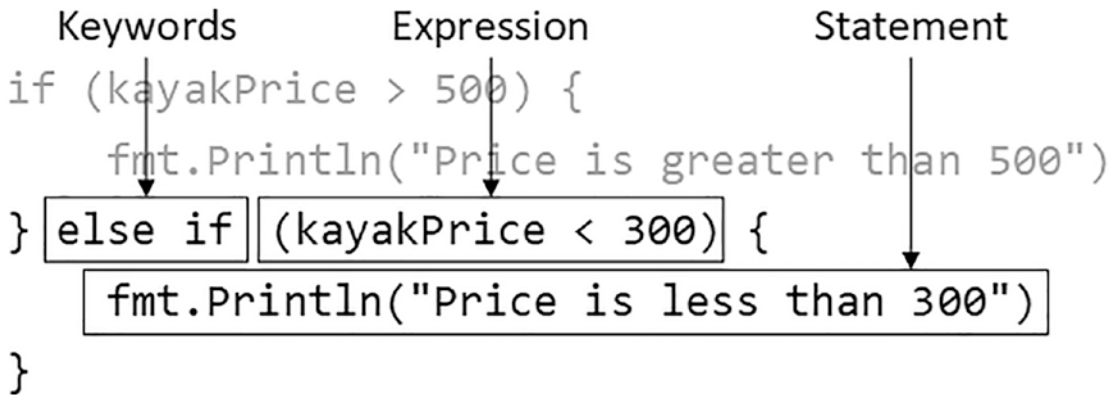 Keywords Expression Statement
if (kayakPrice > 500) {
    fmt.Println("Price is greater than 500")
} else if (kayakPrice < 300) {
    fmt.Println("Price is less than 300")
}